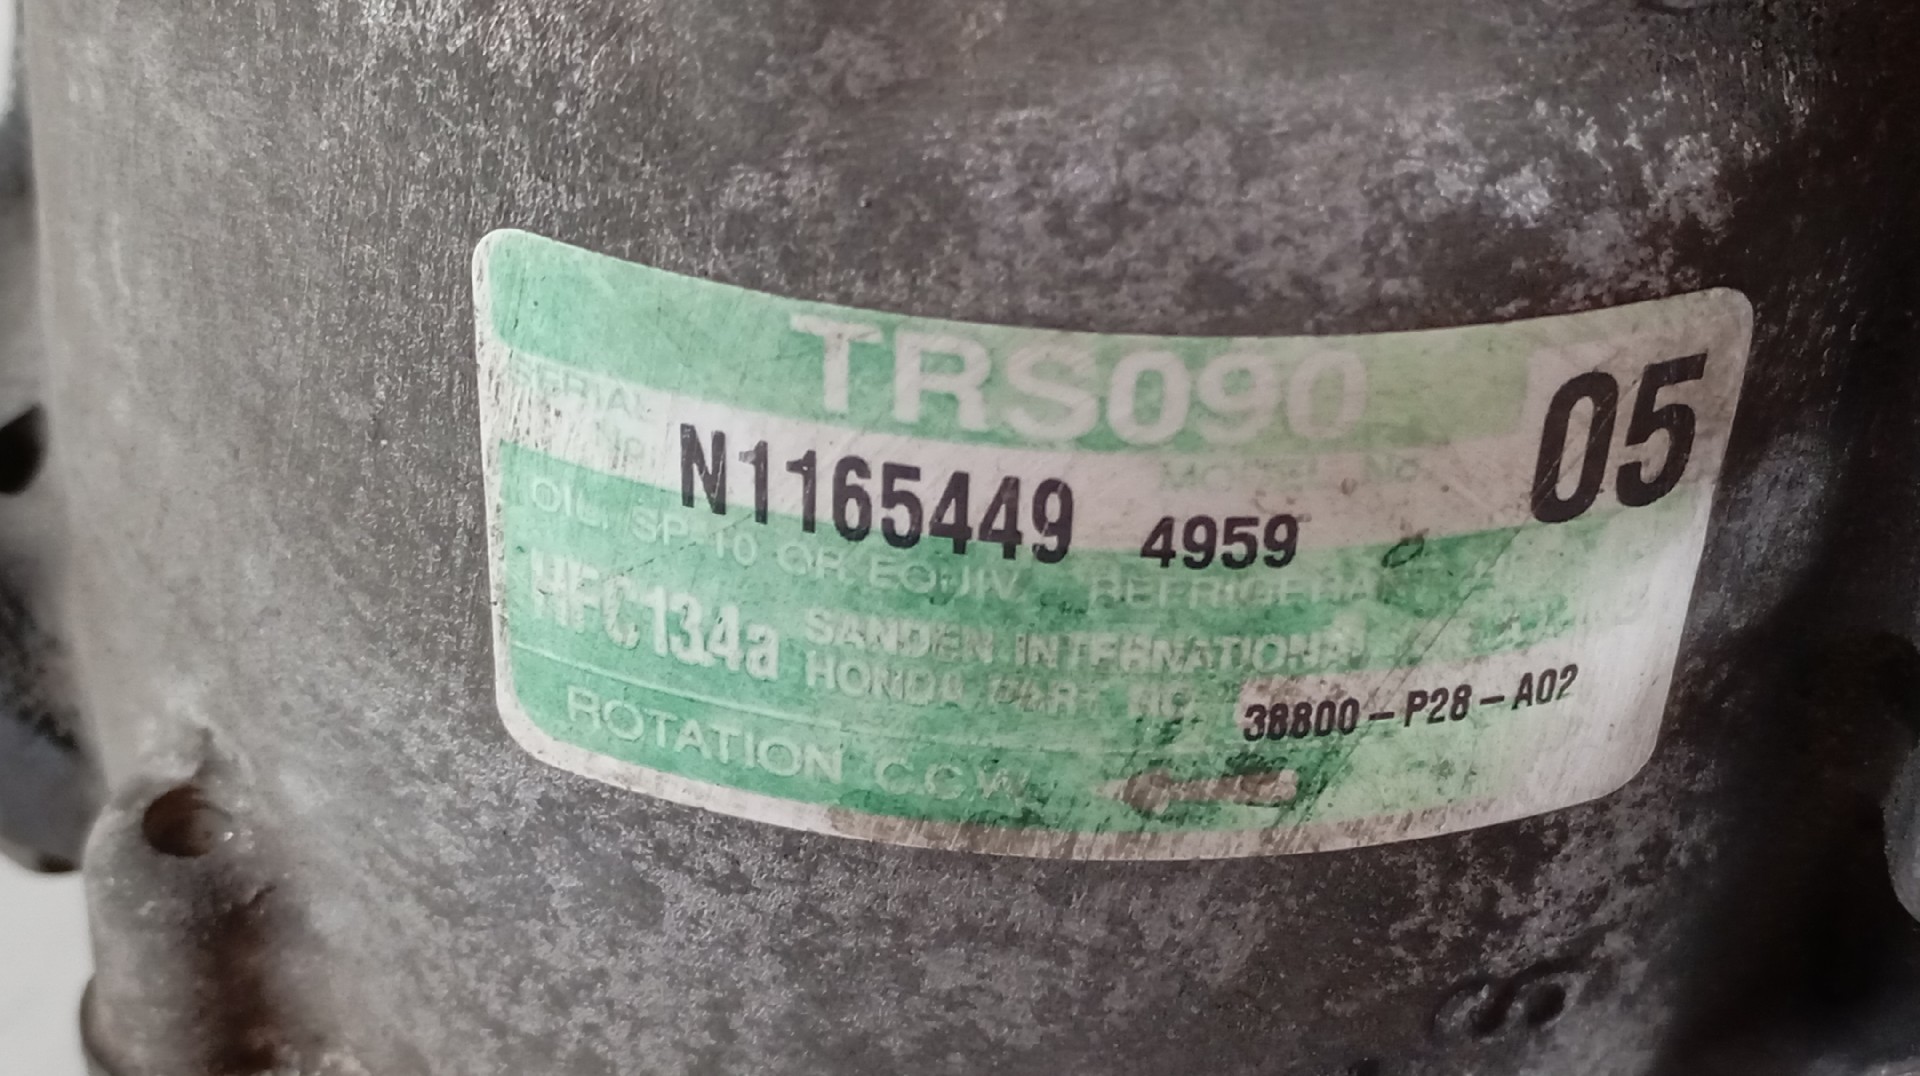 TRS090
05
SERIAL No. N1165449
MODEL No. 4959
OIL. SP-10 OR EQUIV. REFRIGERANT
HFC134a SANDEN INTERNATIONAL
HONDA PART NO. 38800-P28-A02
ROTATION C.C.W.
S